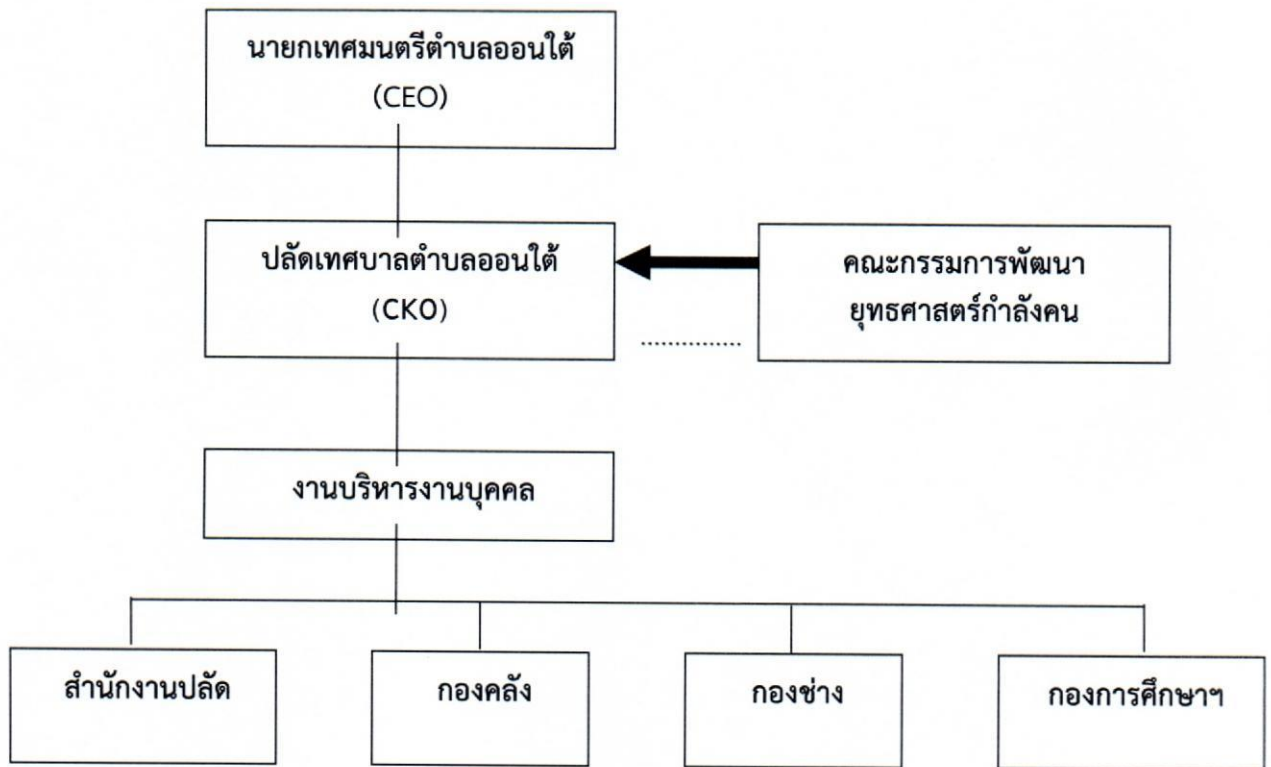 นายกเทศมนตรีตำบลออนใต้
(CEO)
ปลัดเทศบาลตำบลออนใต้
(CKO)
คณะกรรมการพัฒนา
ยุทธศาสตร์กำลังคน
....................
งานบริหารงานบุคคล
สำนักงานปลัด
กองคลัง
กองช่าง
กองการศึกษาฯ